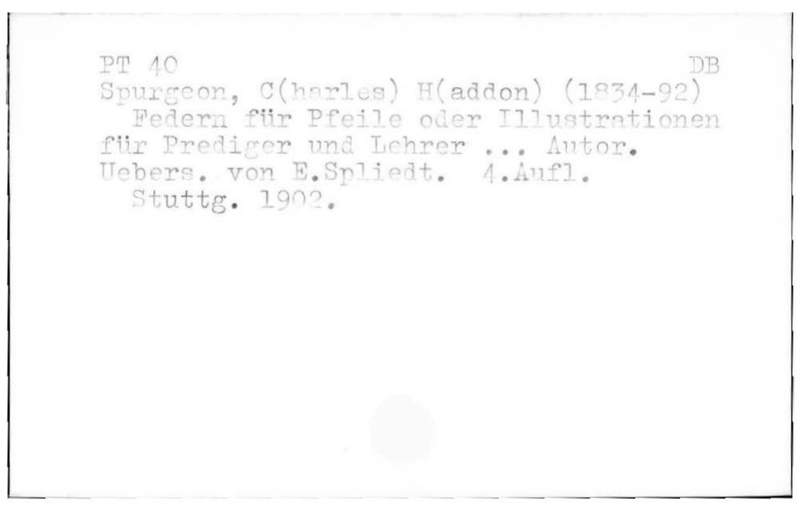 PT 40 DB
Spurgeon, C(harles) H(addon) (1834-92)
Federn für Pfeile oder Illustrationen
für Prediger und Lehrer ... Autor.
Uebers. von E.Spliedt. 4.Aufl.
Stuttg. 1902.